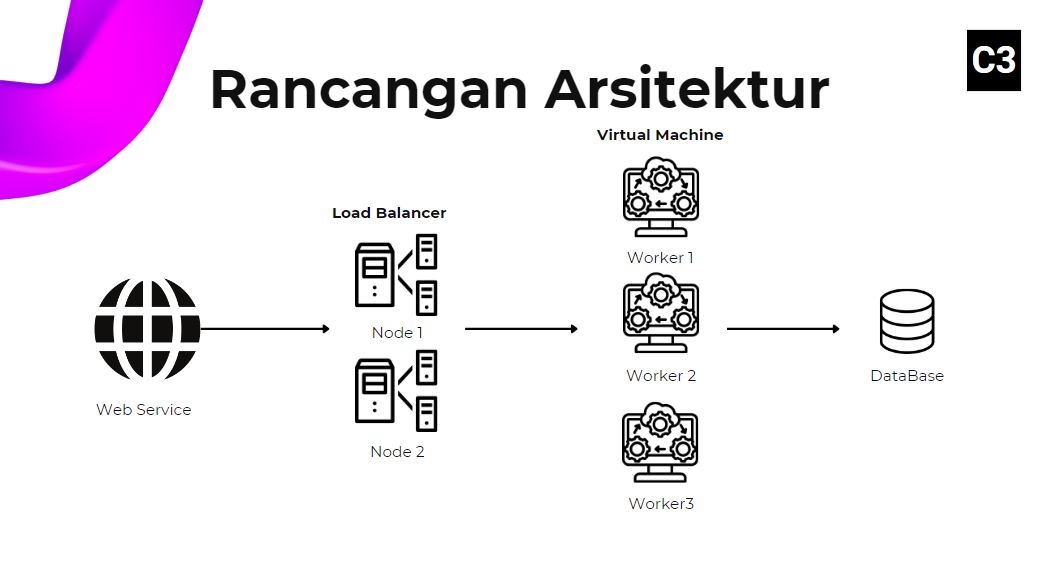 C3
Rancangan Arsitektur
Virtual Machine
Load Balancer
Worker 1
Node 1
Worker 2
DataBase
Web Service
Node 2
Worker3